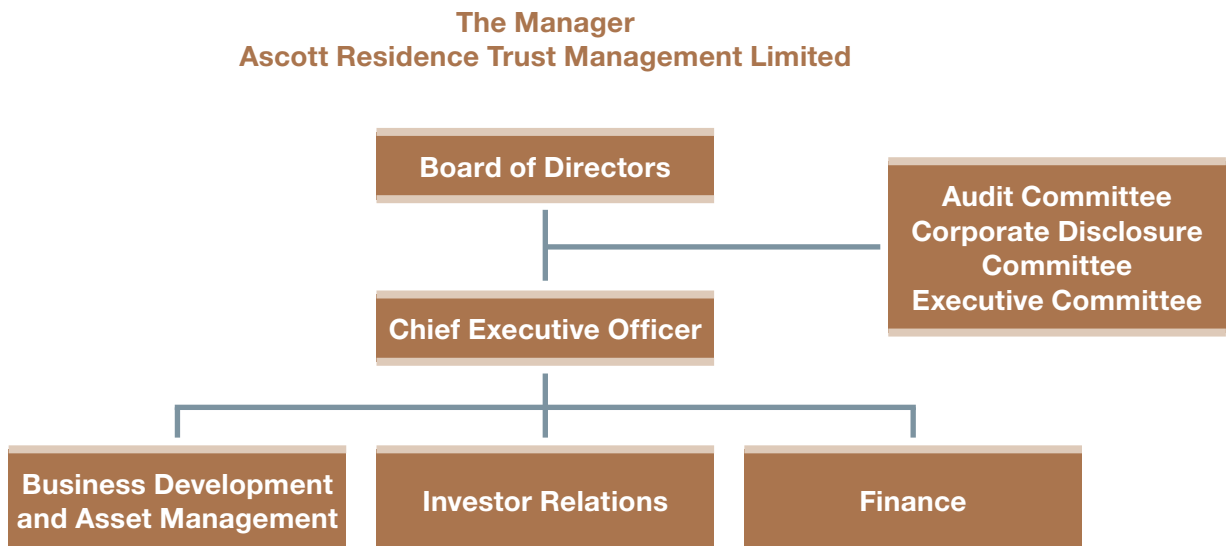 The Manager
Ascott Residence Trust Management Limited
Board of Directors
Audit Committee
Corporate Disclosure
Committee
Executive Committee
Chief Executive Officer
Business Development
and Asset Management
Investor Relations
Finance